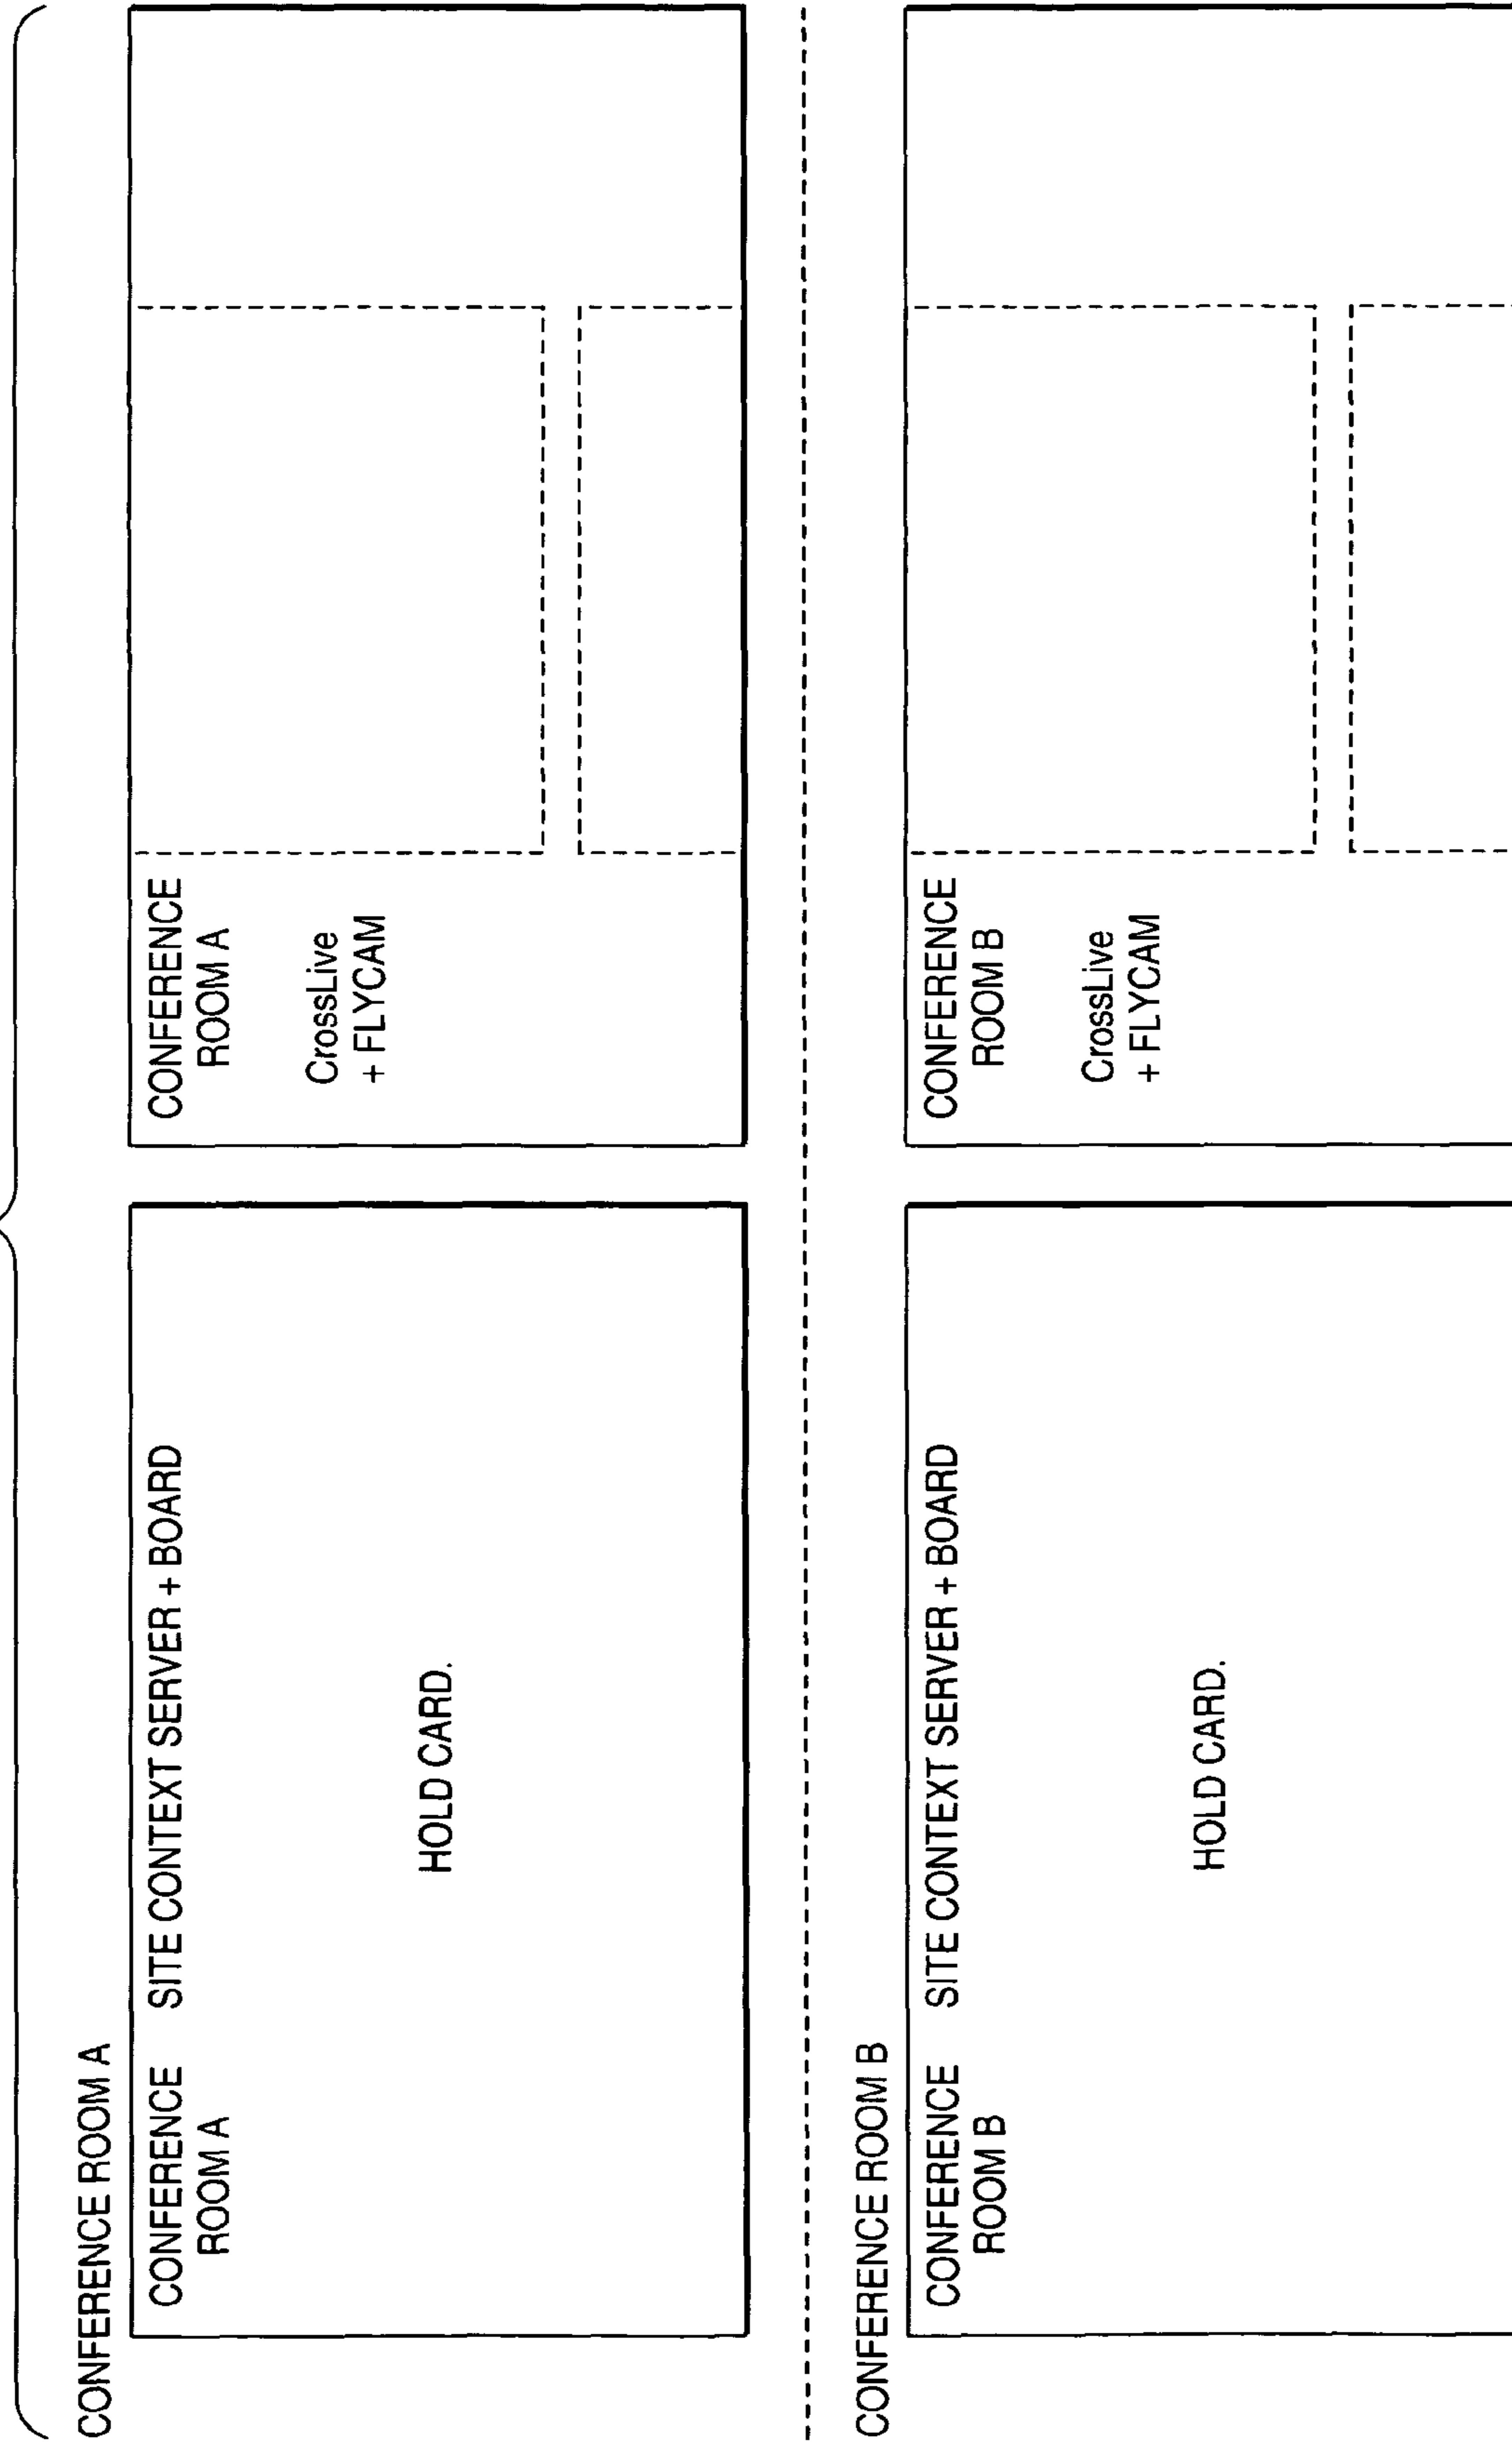 CONFERENCE ROOM A
CONFERENCE
ROOM A
SITE CONTEXT SERVER + BOARD
HOLD CARD.
CONFERENCE
ROOM A
CrossLive
+ FLYCAM
CONFERENCE ROOM B
CONFERENCE
ROOM B
SITE CONTEXT SERVER + BOARD
HOLD CARD.
CONFERENCE
ROOM B
CrossLive
+ FLYCAM